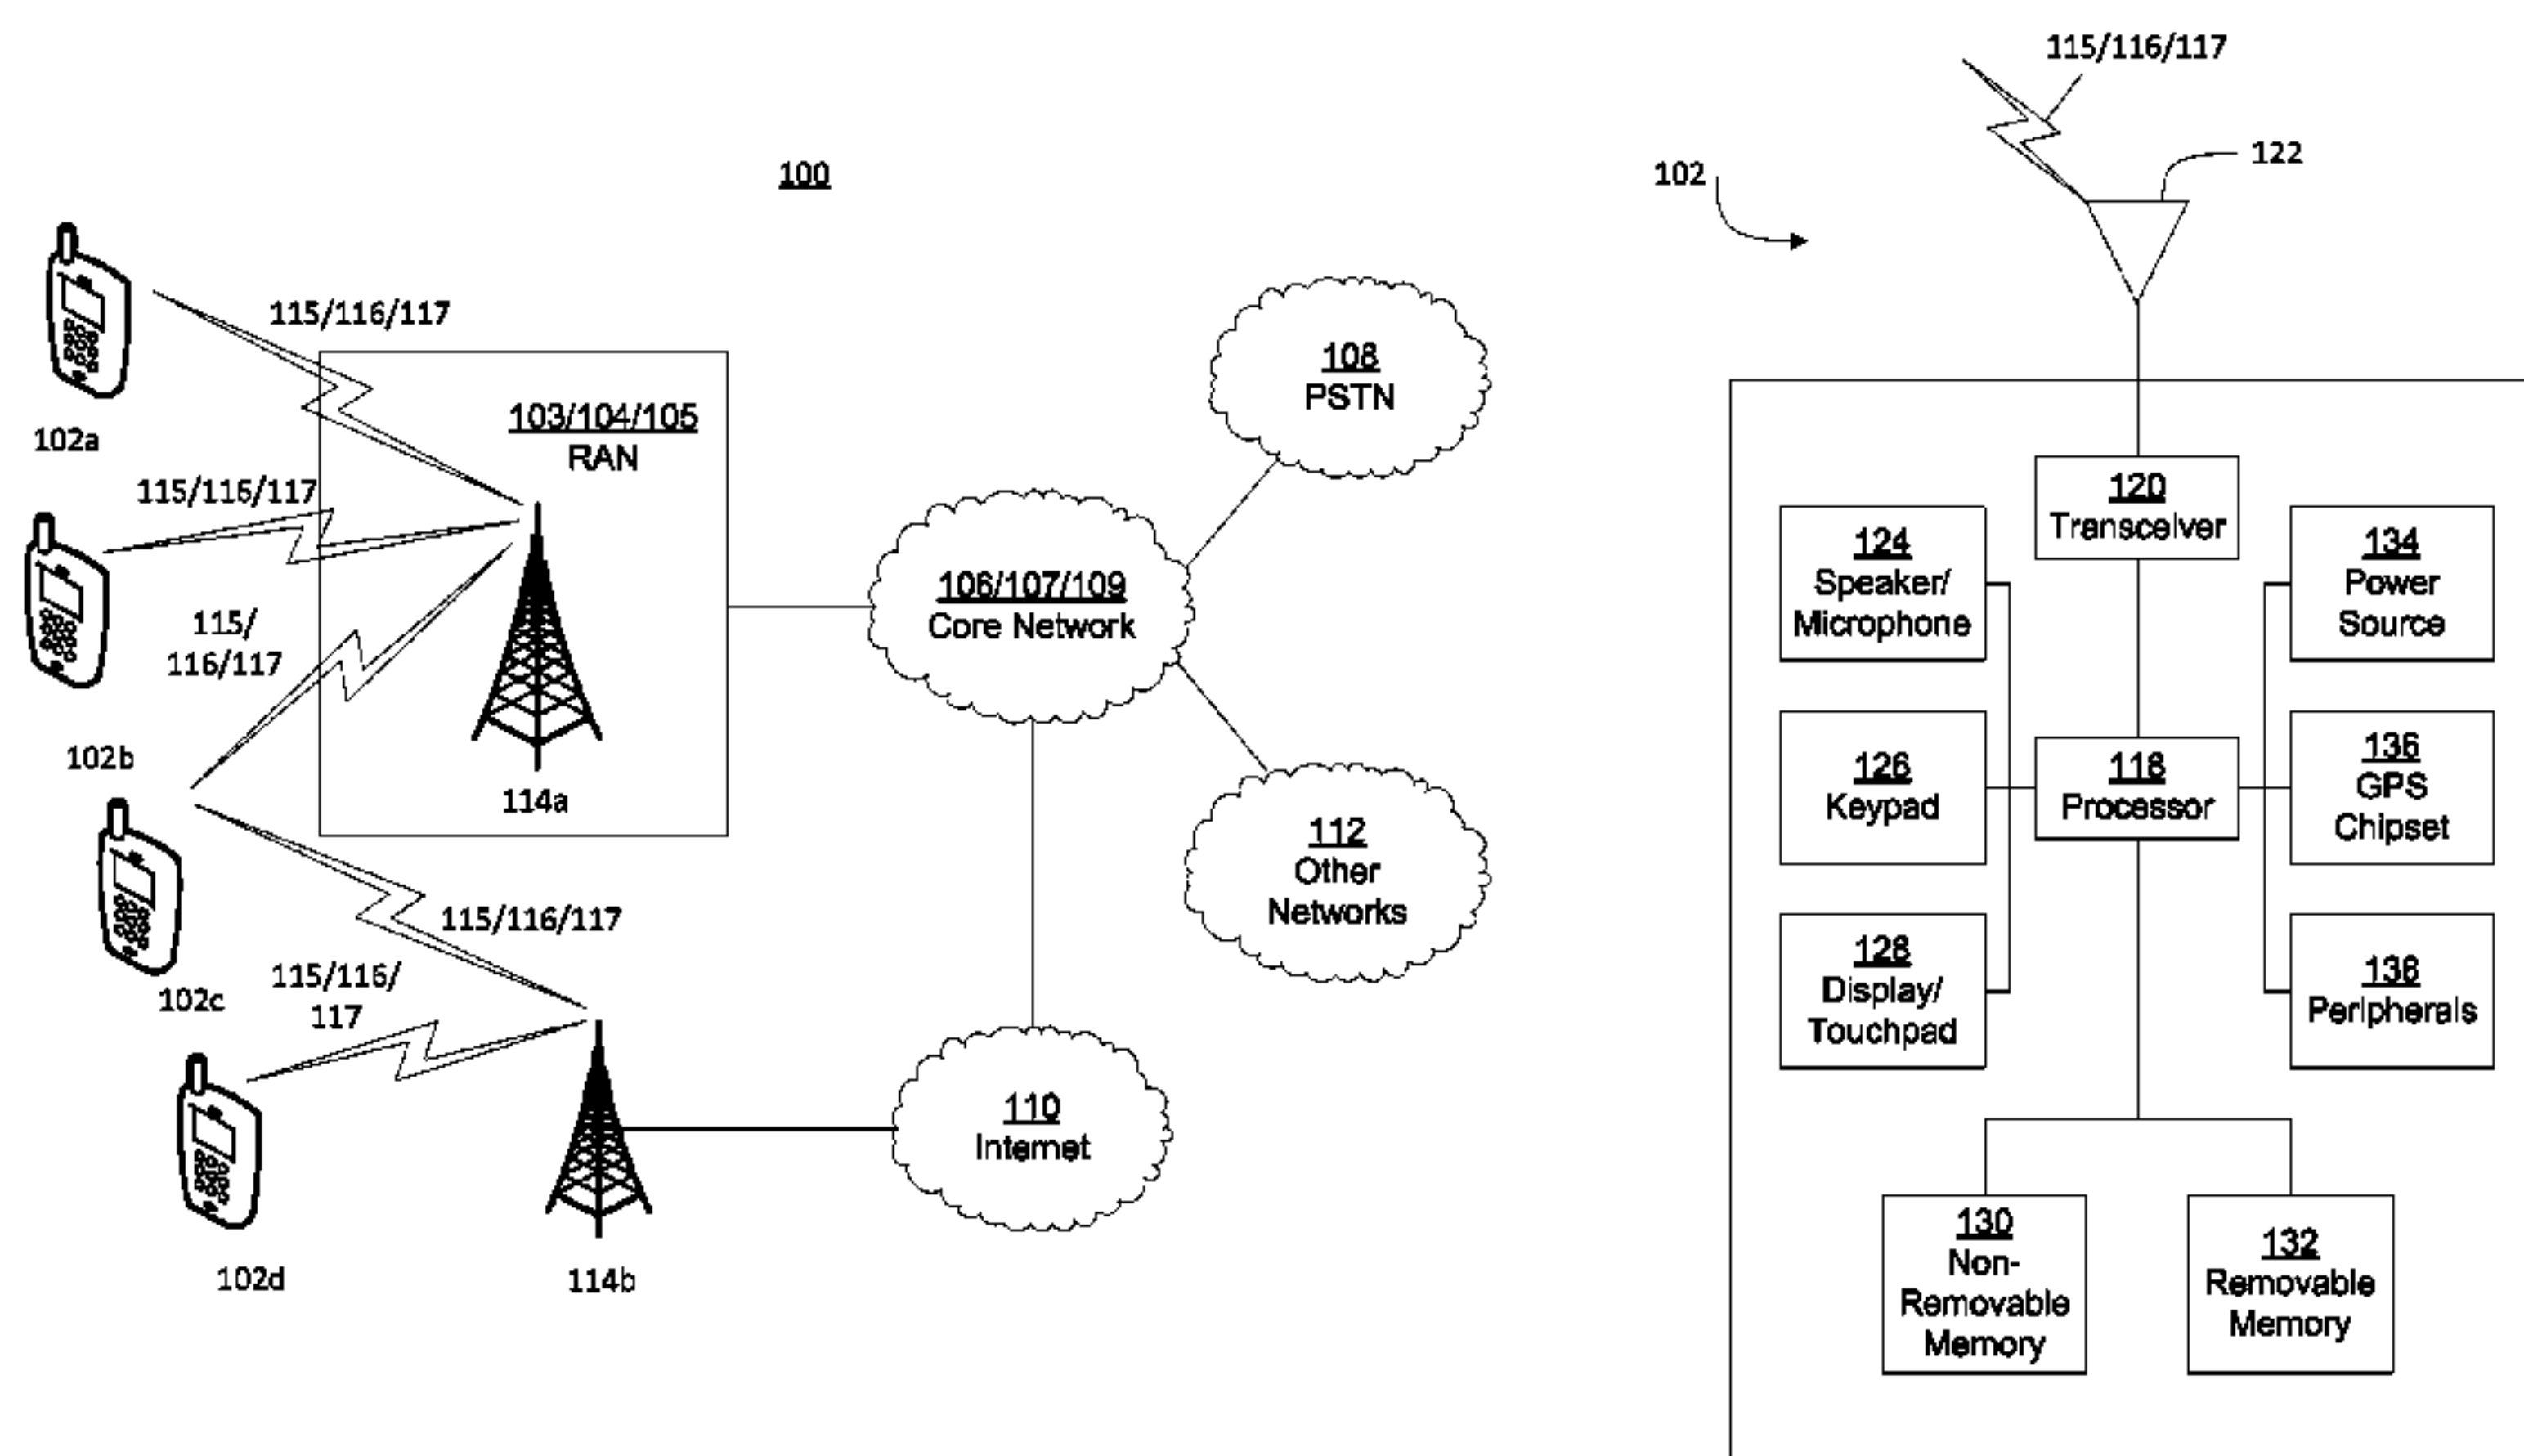 100
115/116/117
102a
103/104/105
RAN
115/116/117
115/
116/117
102b
114a
108
PSTN
106/107/109
Core Network
112
Other
Networks
102c
115/116/117
115/116/
117
102d
114b
110
Internet
115/116/117
102
122
120
Transceiver
124
Speaker/
Microphone
134
Power
Source
126
Keypad
118
Processor
136
GPS
Chipset
128
Display/
Touchpad
138
Peripherals
130
Non-
Removable
Memory
132
Removable
Memory